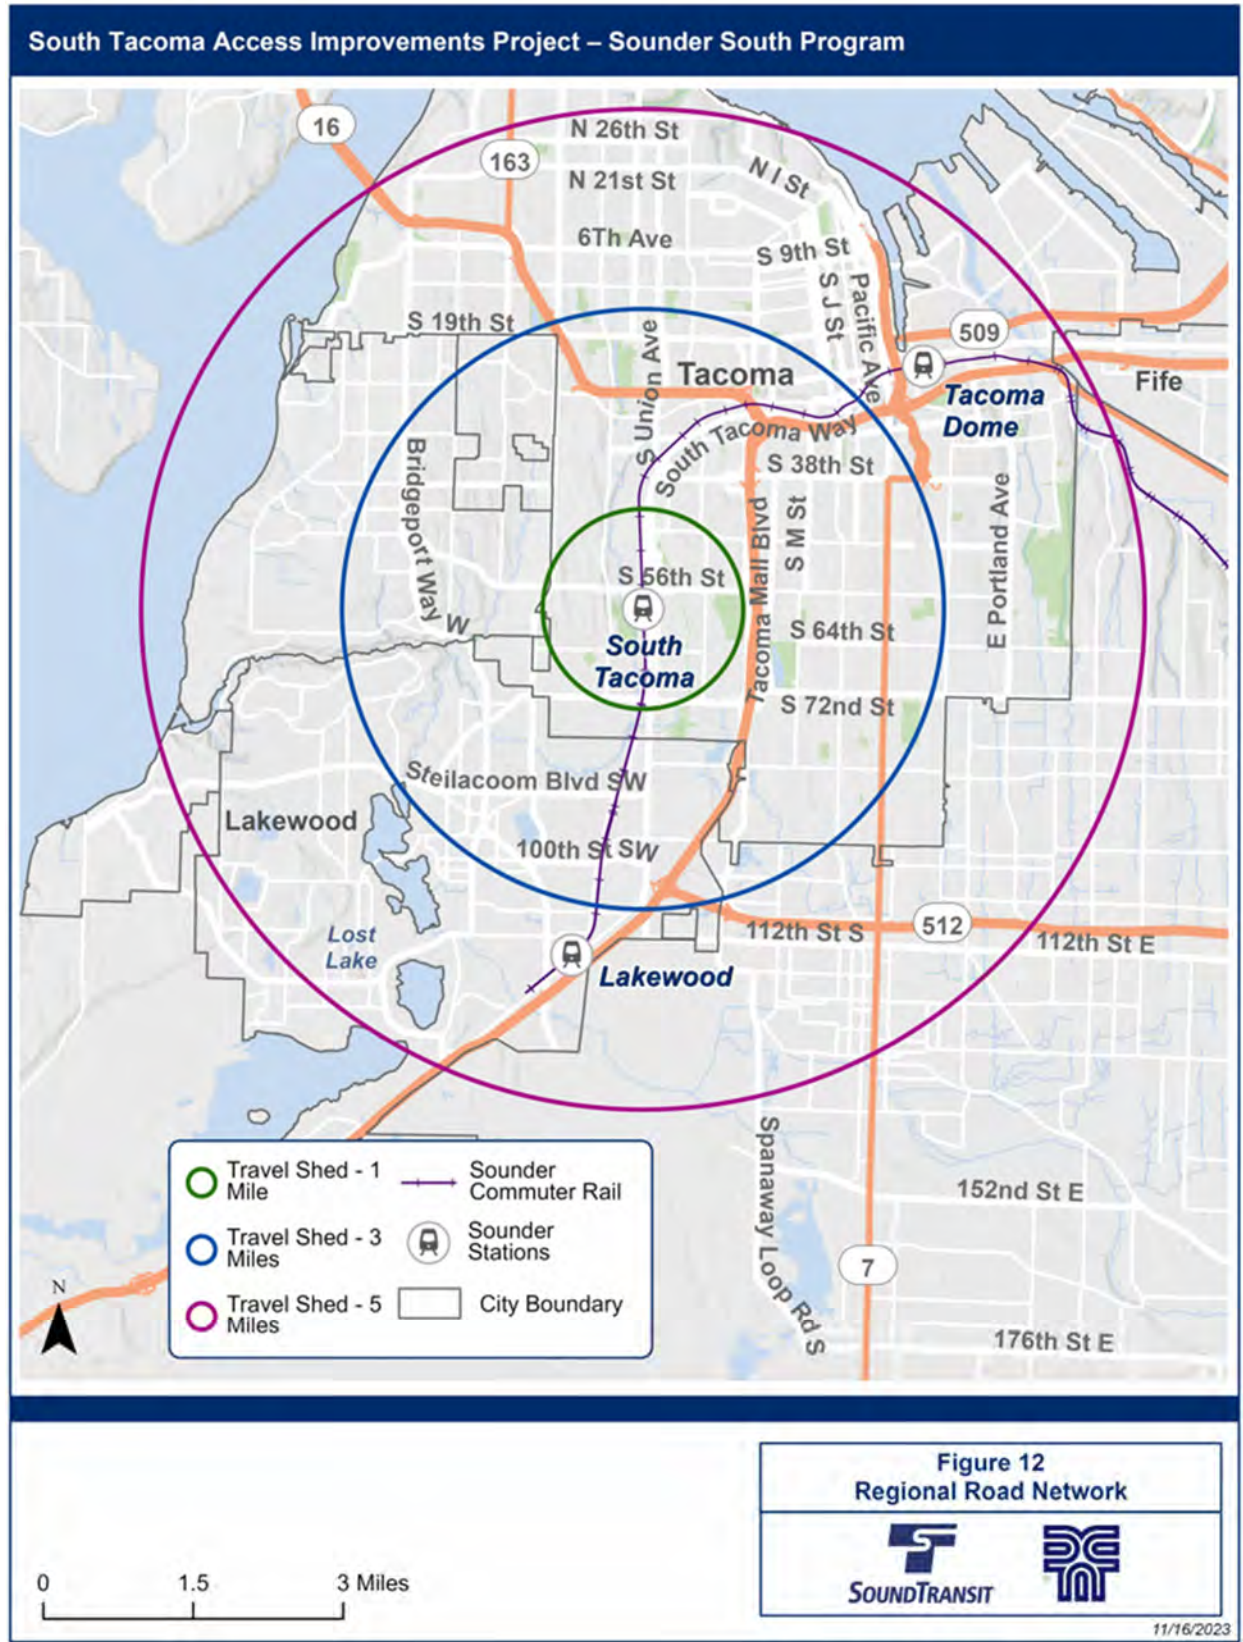 South Tacoma Access Improvements Project – Sounder South Program
16
163
N 26th St
N I St
N 21st St
6Th Ave
S 9th St
S J St
Pacific Ave
S 19th St
S Union Ave
509
Tacoma
Fife
Tacoma
Dome
South Tacoma Way
Bridgeport Way W
S 38th St
Tacoma Mall Blvd
S M St
E Portland Ave
S 56th St
S 64th St
South
Tacoma
S 72nd St
Steilacoom Blvd SW
Lakewood
100th St SW
Lost
Lake
112th St S
512
112th St E
Lakewood
Spanaway Loop Rd S
152nd St E
7
176th St E
N
Travel Shed - 1
Mile
Travel Shed - 3
Miles
Travel Shed - 5
Miles
Sounder
Commuter Rail
Sounder
Stations
City Boundary
0 1.5 3 Miles
Figure 12
Regional Road Network
SOUNDTRANSIT
11/16/2023